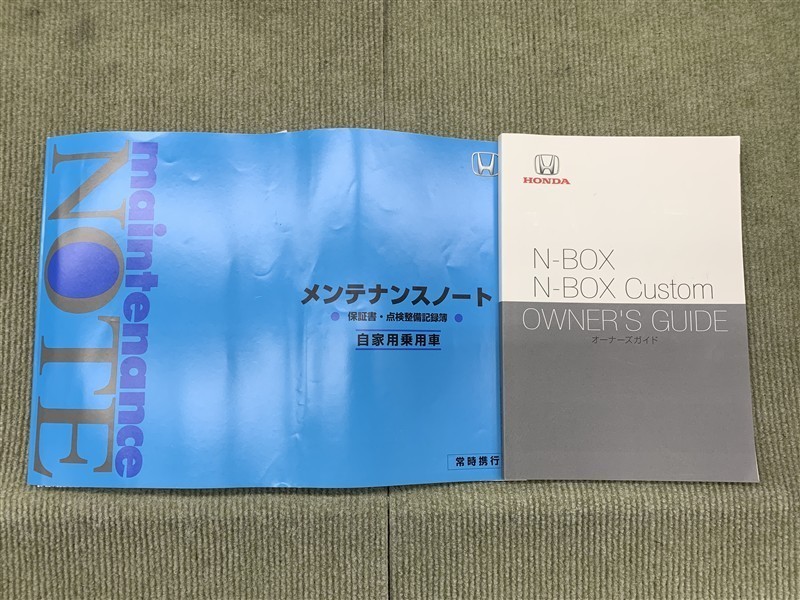 maintenance
NOTE
メンテナンスノート
保証書・点検整備記録簿
自家用乗用車
常時携行
HONDA
N-BOX
N-BOX Custom
OWNER'S GUIDE
オーナーズガイド